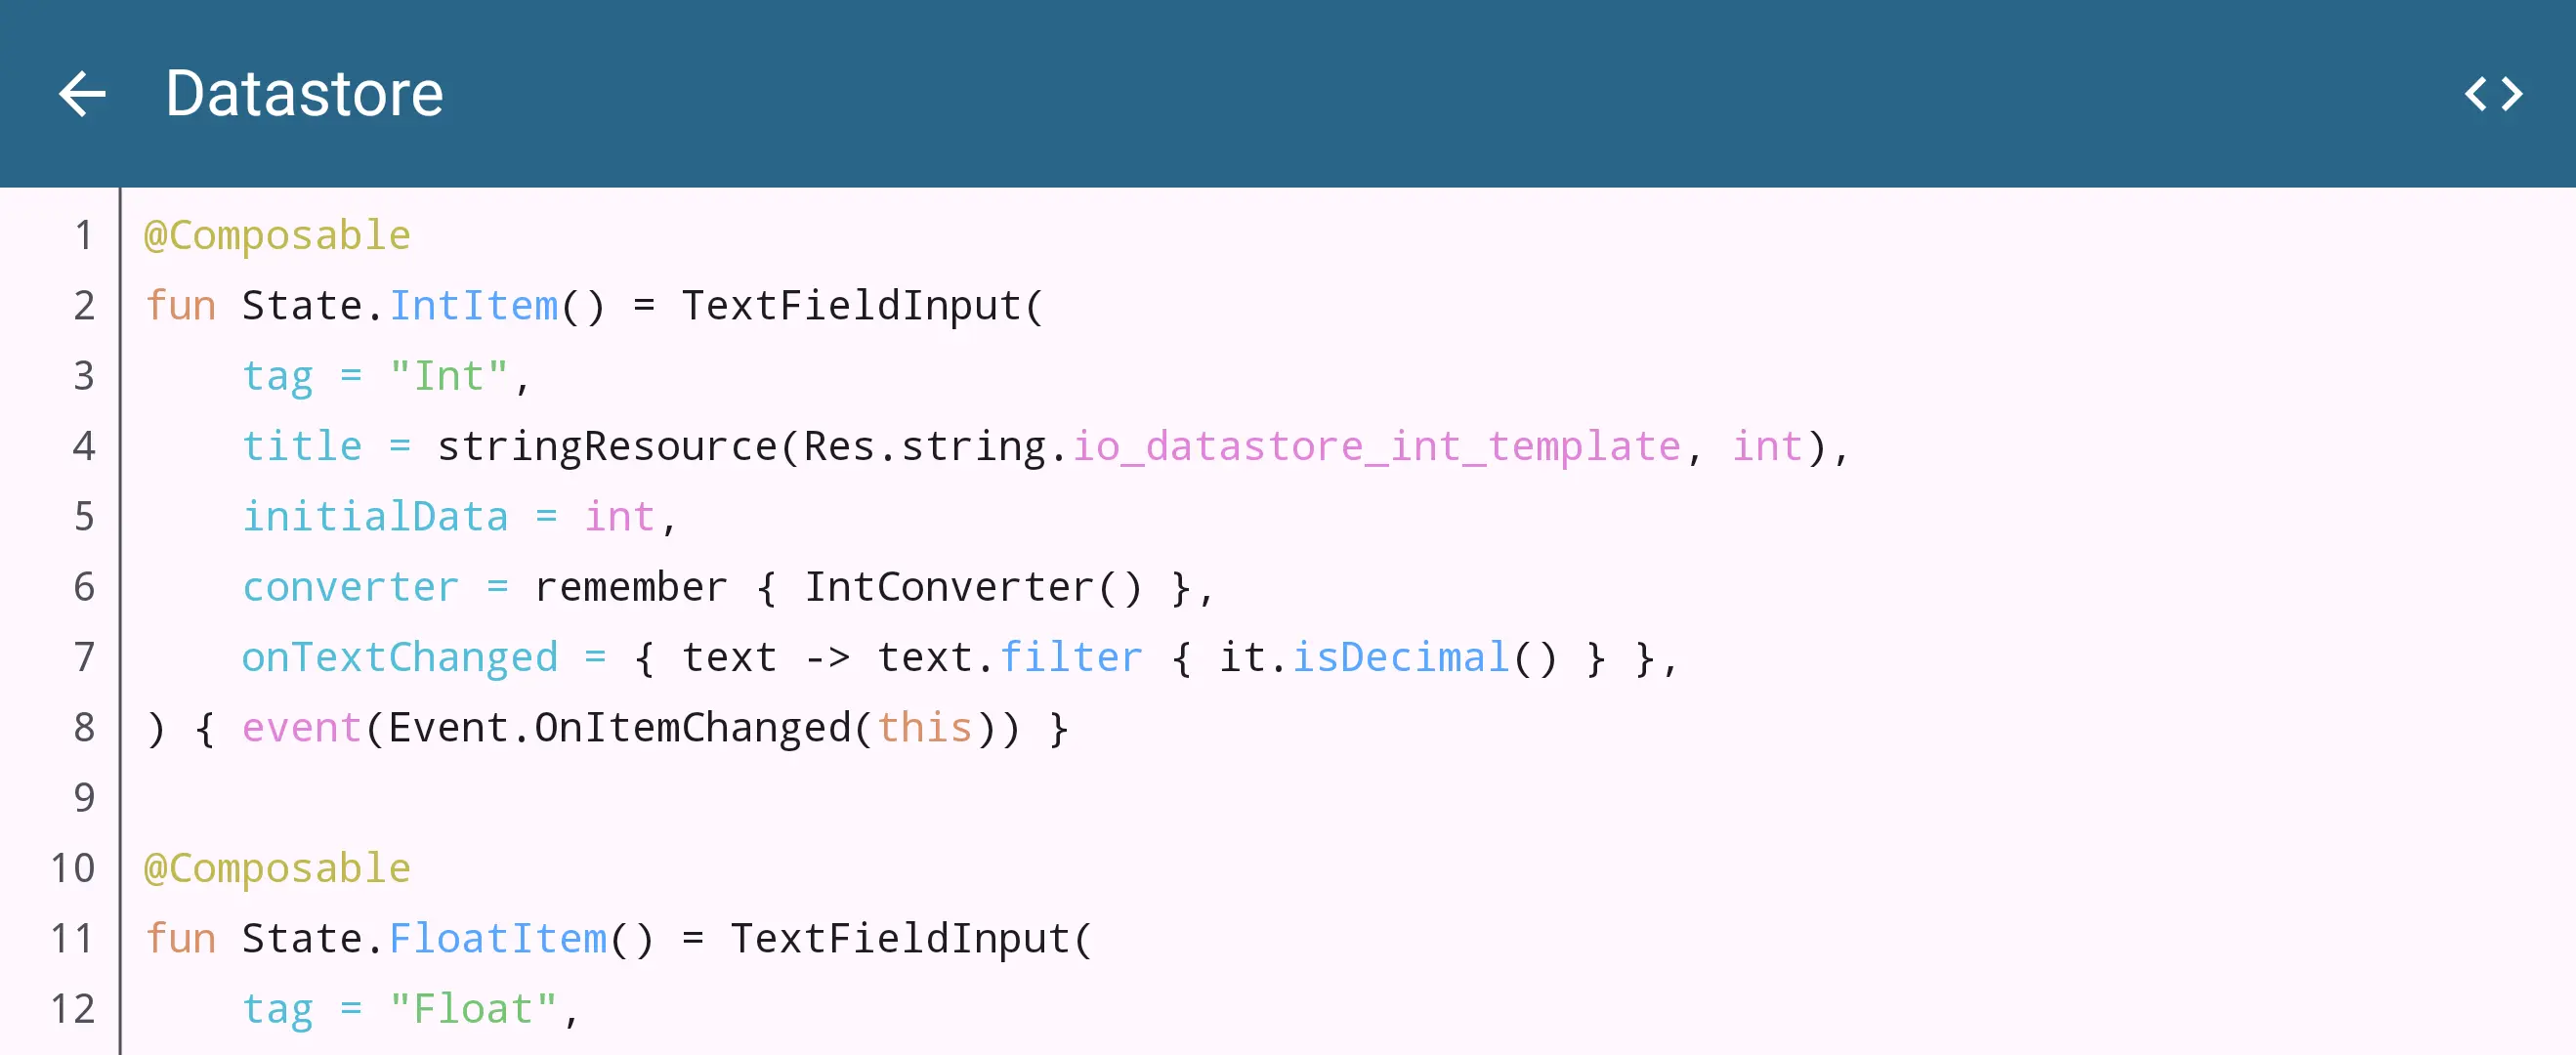 Datastore
1 @Composable
2 fun State.IntItem() = TextFieldInput(
3     tag = "Int",
4     title = stringResource(Res.string.io_datastore_int_template, int),
5     initialData = int,
6     converter = remember { IntConverter() },
7     onTextChanged = { text -> text.filter { it.isDecimal() } },
8 ) { event(Event.OnItemChanged(this)) }
9
10 @Composable
11 fun State.FloatItem() = TextFieldInput(
12     tag = "Float",